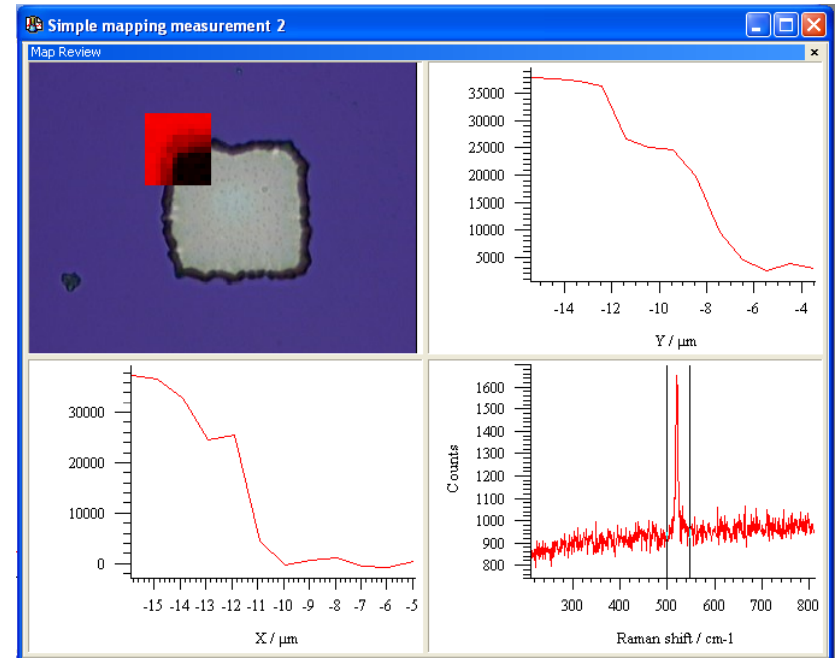 Simple mapping measurement 2
Map Review
35000
30000
25000
20000
15000
10000
5000
-14 -12 -10 -8 -6 -4
Y / μm
30000
20000
10000
0
-15 -14 -13 -12 -11 -10 -9 -8 -7 -6 -5
X / μm
1600
1500
1400
1300
1200
1100
1000
900
800
Counts
300 400 500 600 700 800
Raman shift / cm-1